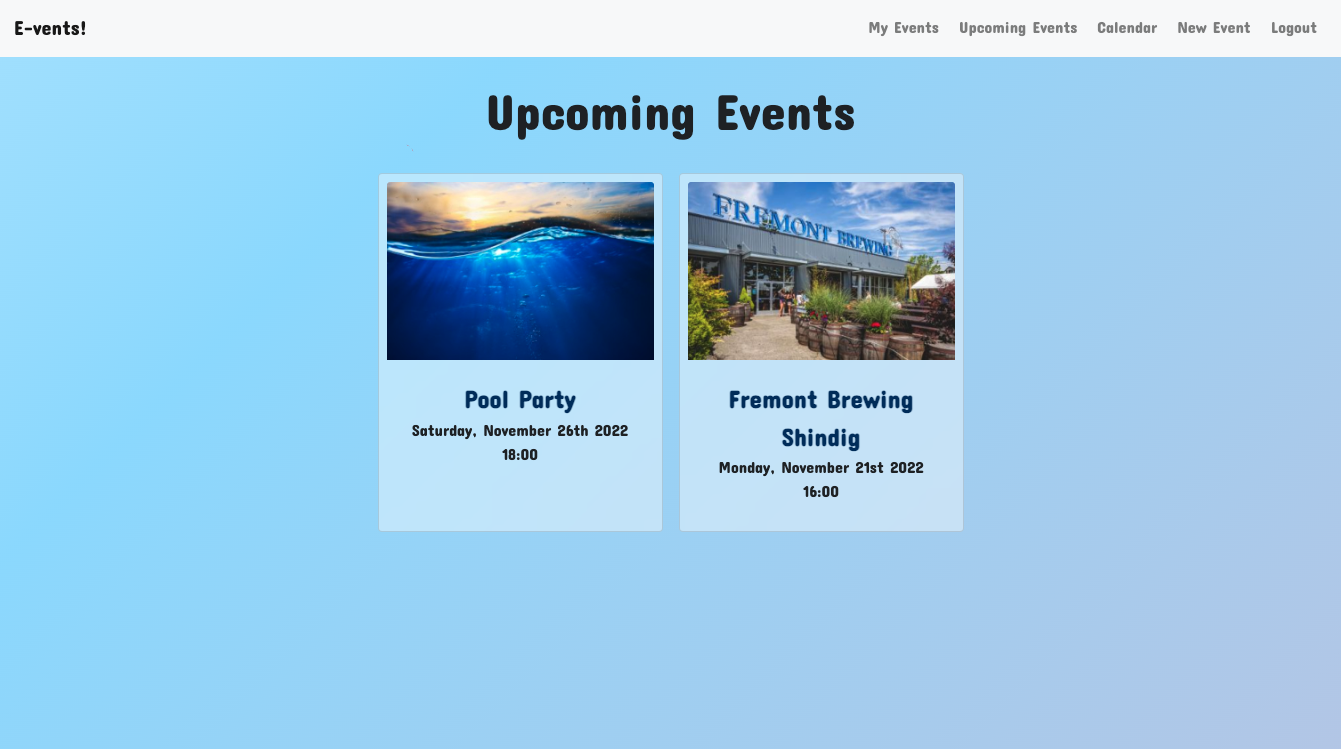 E-vents!
My Events
Upcoming Events
Calendar
New Event
Logout
Upcoming Events
FREMONT BREWING
Pool Party
Saturday, November 26th 2022
18:00
Fremont Brewing
Shindig
Monday, November 21st 2022
16:00